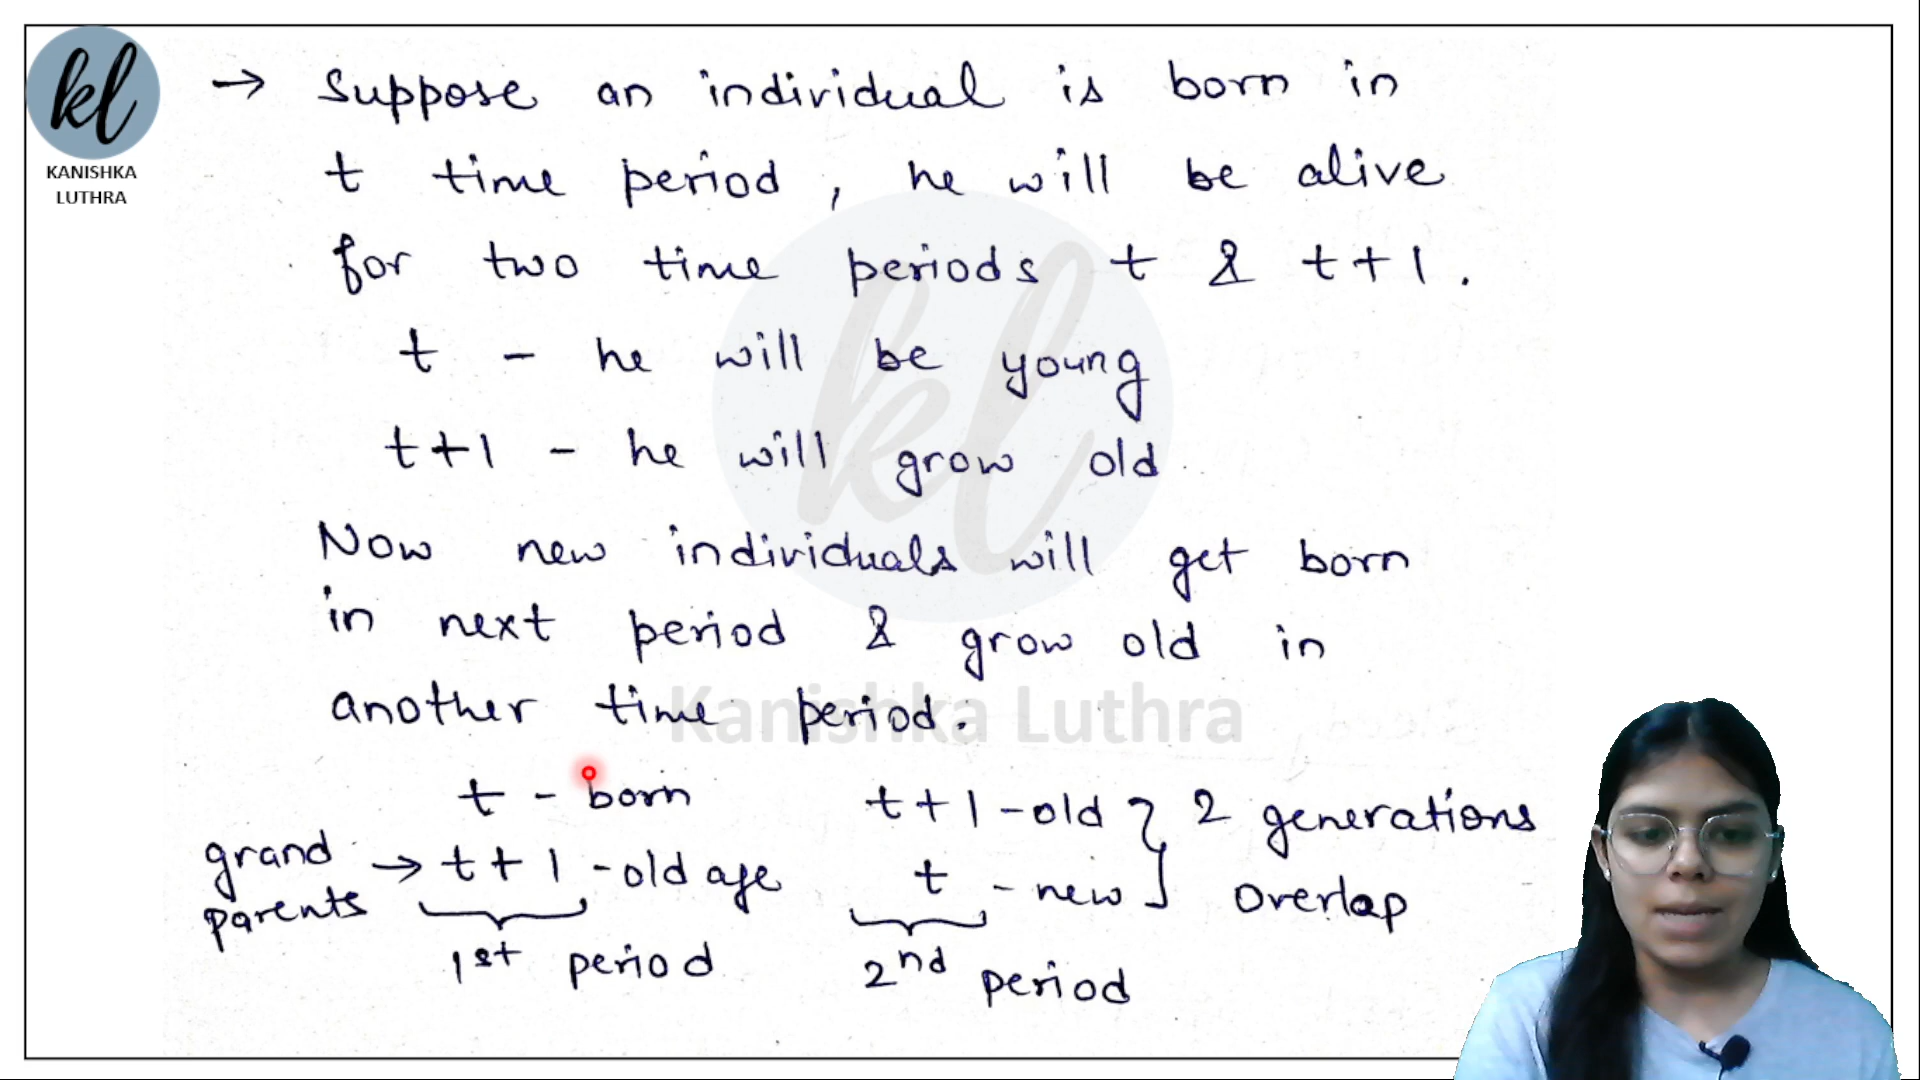 kl
KANISHKA
LUTHRA
→ Suppose an individual is born in
t time period, he will be alive
for two time periods t & t+1.
t - he will be young
t+1 - he will grow old
Now new individuals will get born
in next period & grow old in
another time period.
Kanishka Luthra
t - born
grand parents → t+1 - old age
1st period
t+1 - old } 2 generations
t - new } overlap
2nd period